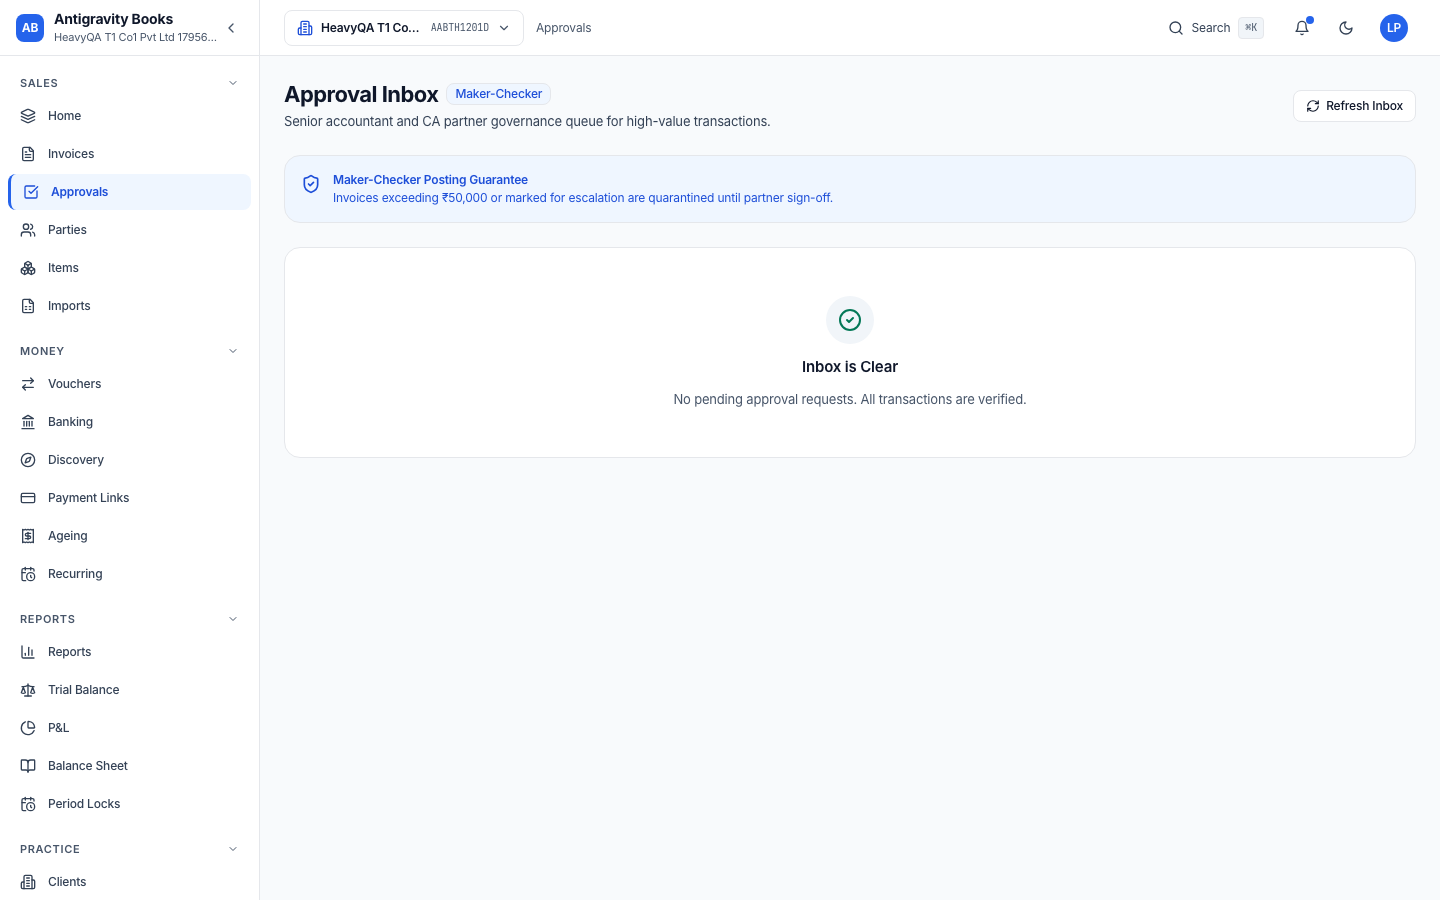 AB
Antigravity Books
HeavyQA T1 Co1 Pvt Ltd 17956...
SALES
Home
Invoices
Approvals
Parties
Items
Imports
MONEY
Vouchers
Banking
Discovery
Payment Links
Ageing
Recurring
REPORTS
Reports
Trial Balance
P&L
Balance Sheet
Period Locks
PRACTICE
Clients
HeavyQA T1 Co... AABTH1201D
Approvals
Search ⌘K
LP
Approval Inbox Maker-Checker
Senior accountant and CA partner governance queue for high-value transactions.
Refresh Inbox
Maker-Checker Posting Guarantee
Invoices exceeding ₹50,000 or marked for escalation are quarantined until partner sign-off.
Inbox is Clear
No pending approval requests. All transactions are verified.